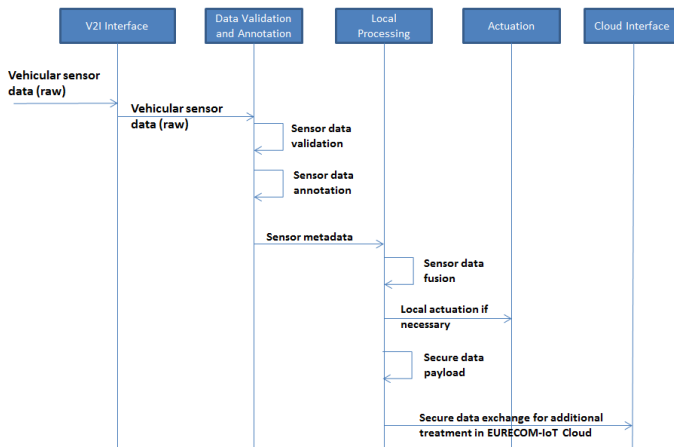 V2I Interface
Data Validation
and Annotation
Local
Processing
Actuation
Cloud Interface
Vehicular sensor
data (raw)
Vehicular sensor
data (raw)
Sensor data
validation
Sensor data
annotation
Sensor metadata
Sensor data
fusion
Local actuation if
necessary
Secure data
payload
Secure data exchange for additional
treatment in EURECOM-IoT Cloud